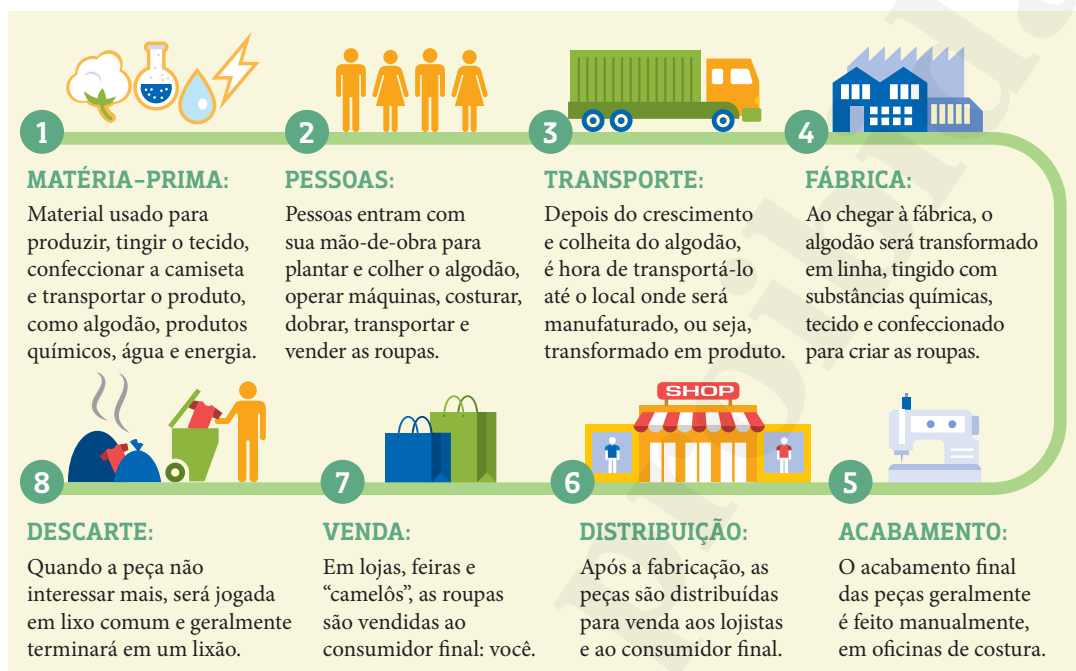 1
MATÉRIA-PRIMA:
Material usado para
produzir, tingir o tecido,
confeccionar a camiseta
e transportar o produto,
como algodão, produtos
químicos, água e energia.
2
PESSOAS:
Pessoas entram com
sua mão-de-obra para
plantar e colher o algodão,
operar máquinas, costurar,
dobrar, transportar e
vender as roupas.
3
TRANSPORTE:
Depois do crescimento
e colheita do algodão,
é hora de transportá-lo
até o local onde será
manufaturado, ou seja,
transformado em produto.
4
FÁBRICA:
Ao chegar à fábrica, o
algodão será transformado
em linha, tingido com
substâncias químicas,
tecido e confeccionado
para criar as roupas.
5
ACABAMENTO:
O acabamento final
das peças geralmente
é feito manualmente,
em oficinas de costura.
SHOP
6
DISTRIBUIÇÃO:
Após a fabricação, as
peças são distribuídas
para venda aos lojistas
e ao consumidor final.
7
VENDA:
Em lojas, feiras e
“camelôs”, as roupas
são vendidas ao
consumidor final: você.
8
DESCARTE:
Quando a peça não
interessar mais, será jogada
em lixo comum e geralmente
terminará em um lixão.